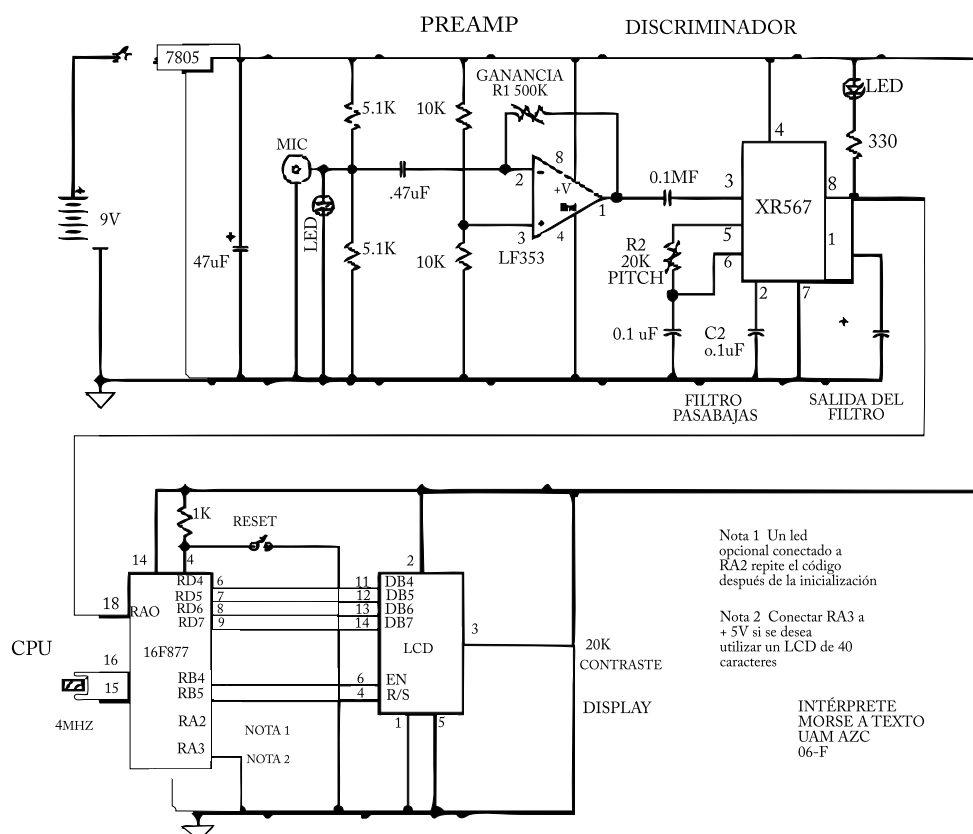 PREAMP
DISCRIMINADOR
7805
GANANCIA
R1 500K
LED
5.1K
10K
4
330
MIC
8
2
+V
.47uF
1
0.1MF
3
8
XR567
9V
LED
3
4
5
R2
20K
PITCH
1
6
47uF
5.1K
10K
LF353
2
7
0.1 uF
C2
o.1uF
FILTRO
PASABAJAS
SALIDA DEL
FILTRO
1K
RESET
14
4
2
Nota 1 Un led
opcional conectado a
RA2 repite el código
después de la inicialización
RD4
6
11
DB4
RD5
7
12
DB5
18
RAO
RD6
8
13
DB6
RD7
9
14
DB7
3
Nota 2 Conectar RA3 a
+ 5V si se desea
utilizar un LCD de 40
caracteres
CPU
16F877
LCD
20K
CONTRASTE
16
RB4
6
EN
15
RB5
4
R/S
4MHZ
RA2
NOTA 1
1
5
DISPLAY
RA3
NOTA 2
INTÉRPRETE
MORSE A TEXTO
UAM AZC
06-F